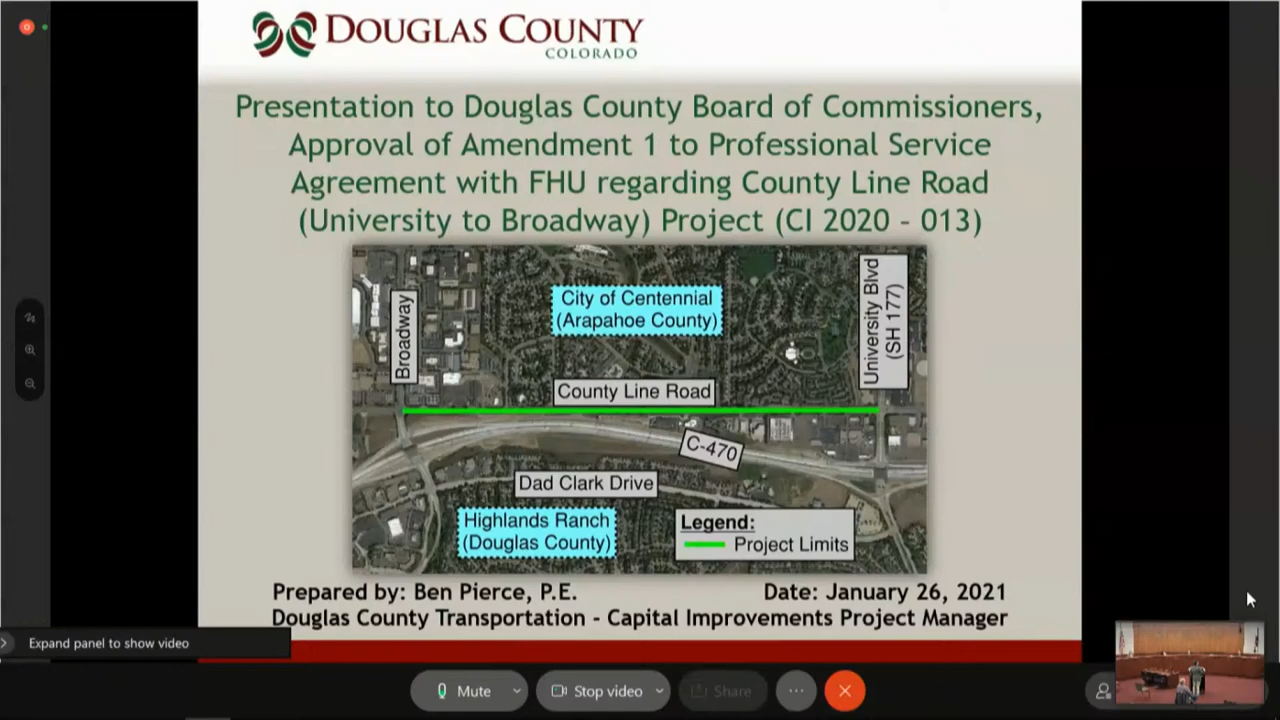 DOUGLAS COUNTY
COLORADO
Presentation to Douglas County Board of Commissioners,
Approval of Amendment 1 to Professional Service
Agreement with FHU regarding County Line Road
(University to Broadway) Project (CI 2020 - 013)
City of Centennial
(Arapahoe County)
Broadway
University Blvd
(SH 177)
County Line Road
C-470
Dad Clark Drive
Highlands Ranch
(Douglas County)
Legend:
Project Limits
Prepared by: Ben Pierce, P.E.
Date: January 26, 2021
Douglas County Transportation - Capital Improvements Project Manager
Expand panel to show video
Mute
Stop video
Share